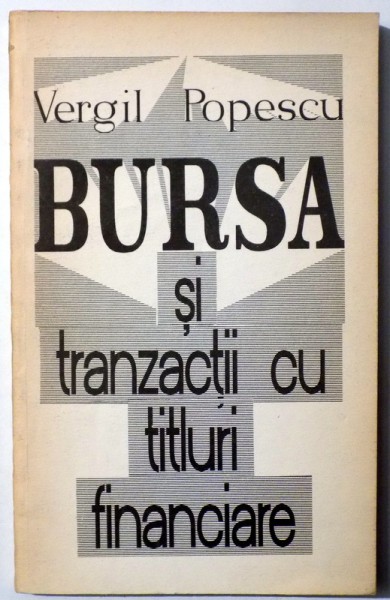 Vergil Popescu
BURSA
și
tranzacții cu
titluri
financiare